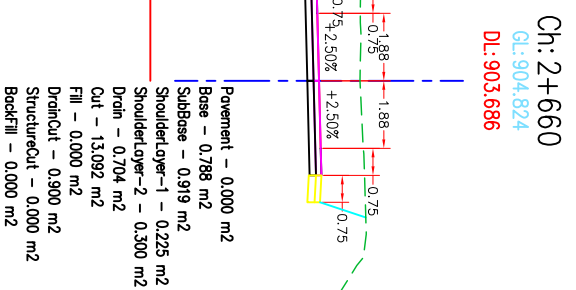 Ch: 2+660
GL: 904.824
DL: 903.686
1.88
0.75
0.75
+2.50%
+2.50%
1.88
0.75
0.75
Pavement - 0.000 m2
Base - 0.788 m2
SubBase - 0.919 m2
ShoulderLayer-1 - 0.225 m2
ShoulderLayer-2 - 0.300 m2
Drain - 0.704 m2
Cut - 13.092 m2
Fill - 0.000 m2
DrainCut - 0.900 m2
StructureCut - 0.000 m2
BackFill - 0.000 m2